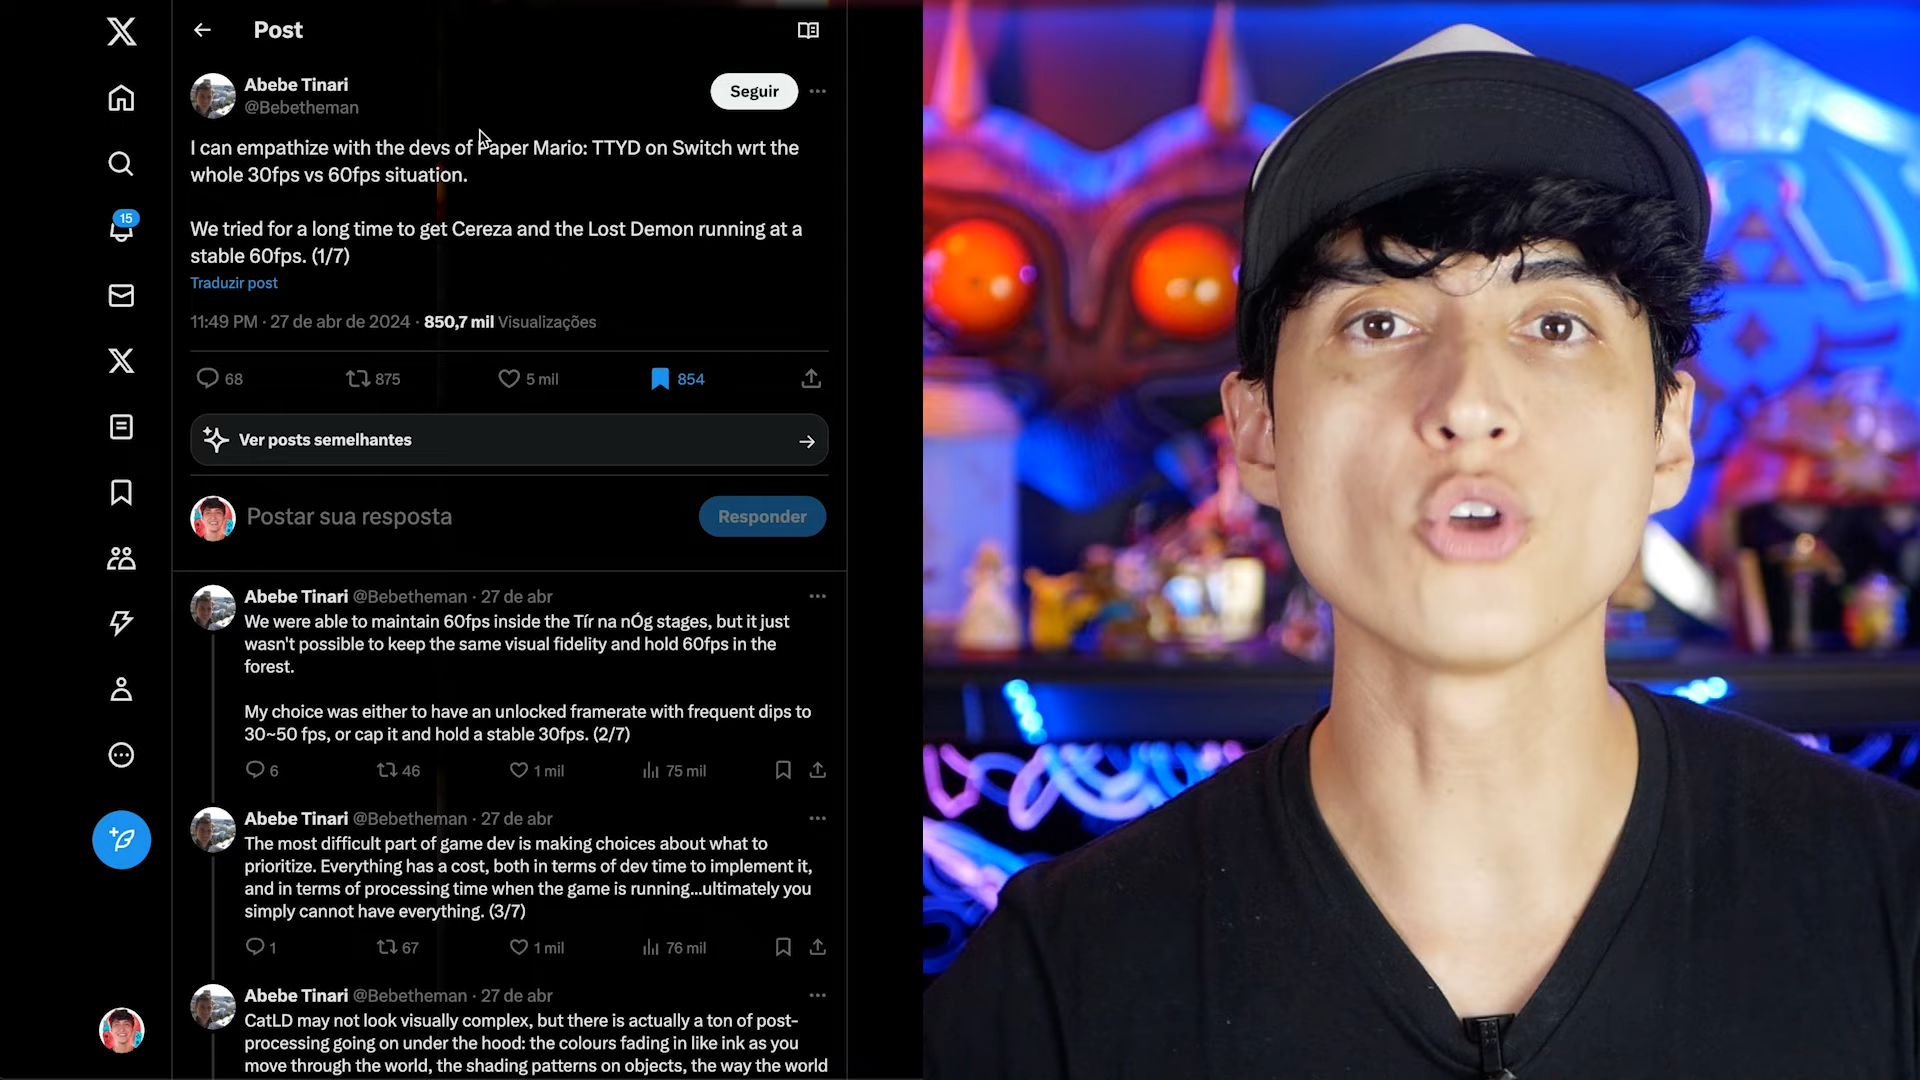 Post
Abebe Tinari
@Bebetheman
Seguir
I can empathize with the devs of Paper Mario: TTYD on Switch wrt the
whole 30fps vs 60fps situation.
We tried for a long time to get Cereza and the Lost Demon running at a
stable 60fps. (1/7)
Traduzir post
11:49 PM · 27 de abr de 2024 · 850,7 mil Visualizações
68 875 5 mil 854
Ver posts semelhantes
15
Postar sua resposta
Responder
Abebe Tinari @Bebetheman · 27 de abr
We were able to maintain 60fps inside the Tír na nÓg stages, but it just
wasn't possible to keep the same visual fidelity and hold 60fps in the
forest.
My choice was either to have an unlocked framerate with frequent dips to
30~50 fps, or cap it and hold a stable 30fps. (2/7)
6 46 1 mil 75 mil
Abebe Tinari @Bebetheman · 27 de abr
The most difficult part of game dev is making choices about what to
prioritize. Everything has a cost, both in terms of dev time to implement it,
and in terms of processing time when the game is running...ultimately you
simply cannot have everything. (3/7)
1 67 1 mil 76 mil
Abebe Tinari @Bebetheman · 27 de abr
CatLD may not look visually complex, but there is actually a ton of post-
processing going on under the hood: the colours fading in like ink as you
move through the world, the shading patterns on objects, the way the world